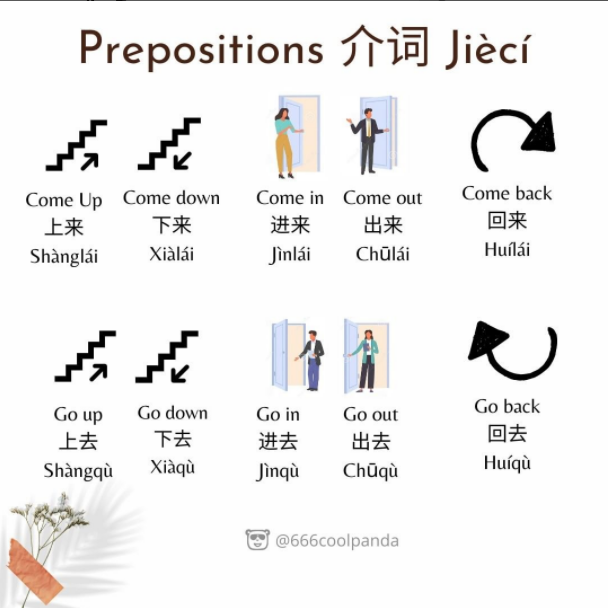 Prepositions 介词 Jiècí
Come Up
上来
Shànglái
Come down
下来
Xiàlái
Come in
进来
Jìnlái
Come out
出来
Chūlái
Come back
回来
Huílái
Go up
上去
Shàngqù
Go down
下去
Xiàqù
Go in
进去
Jìnqù
Go out
出去
Chūqù
Go back
回去
Huíqù
@666coolpanda